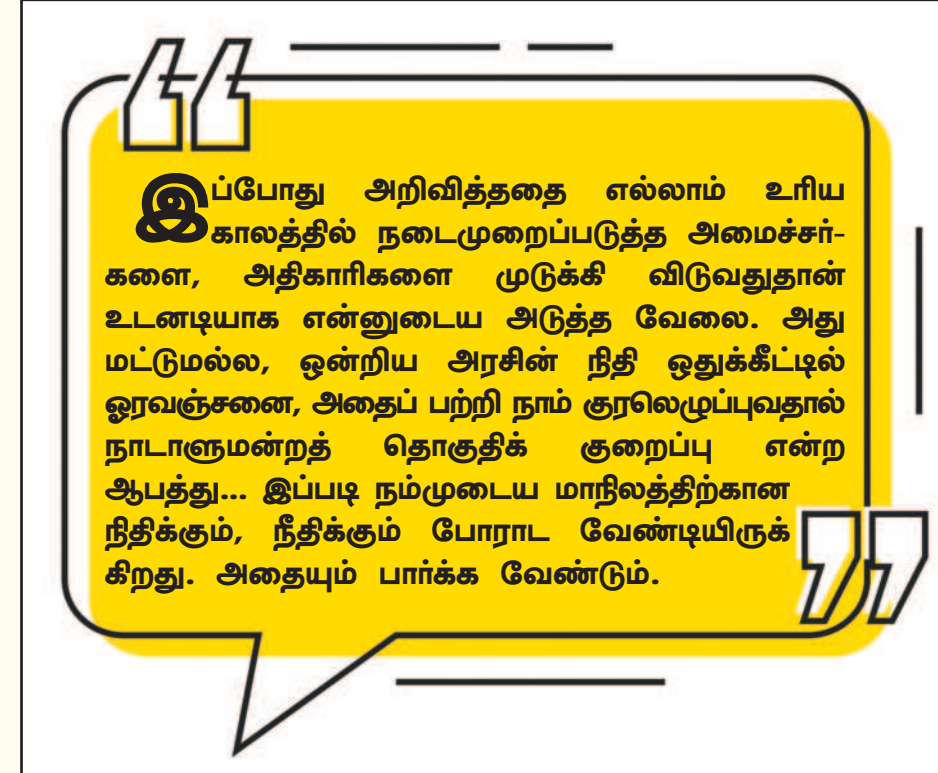 இப்போது அறிவித்ததை எல்லாம் உரிய
காலத்தில் நடைமுறைப்படுத்த அமைச்சர்-
களை, அதிகாரிகளை முடுக்கி விடுவதுதான்
உடனடியாக என்னுடைய அடுத்த வேலை. அது
மட்டுமல்ல, ஒன்றிய அரசின் நிதி ஒதுக்கீட்டில்
ஓரவஞ்சனை, அதைப் பற்றி நாம் குரலெழுப்புவதால்
நாடாளுமன்றத் தொகுதிக் குறைப்பு என்ற
ஆபத்து... இப்படி நம்முடைய மாநிலத்திற்கான
நிதிக்கும், நீதிக்கும் போராட வேண்டியிருக்
கிறது. அதையும் பார்க்க வேண்டும்.